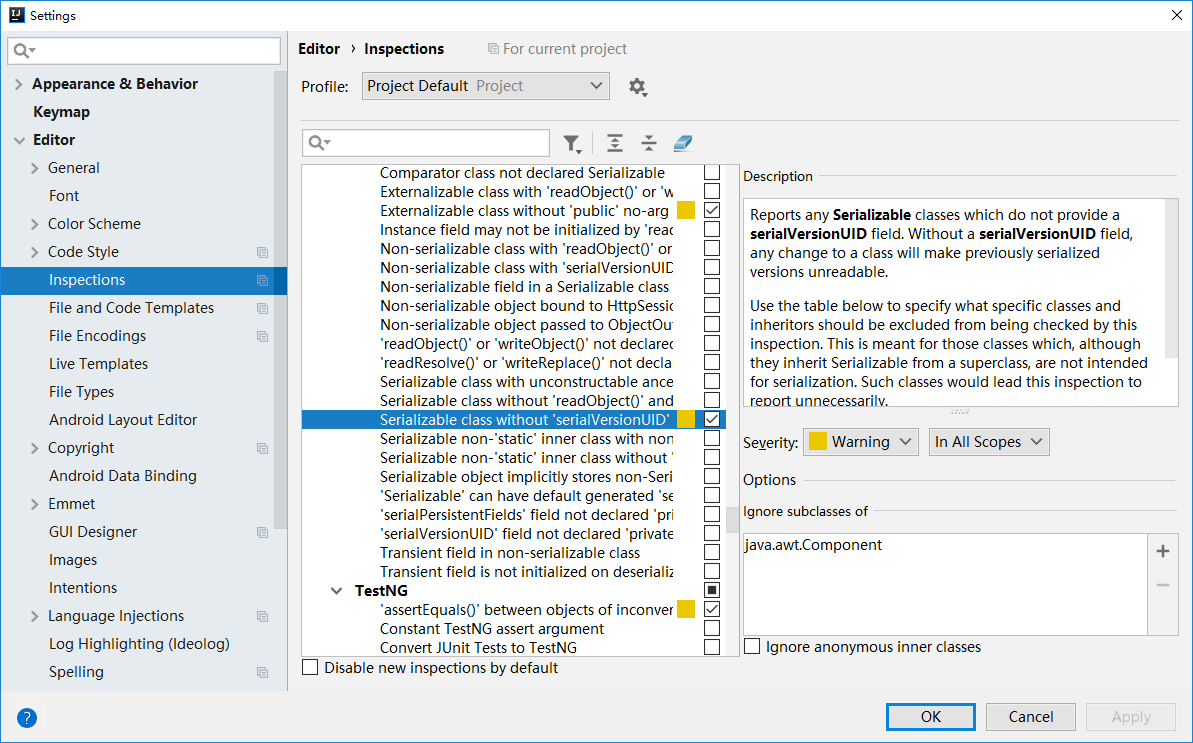 Settings
Appearance & Behavior
Keymap
Editor
General
Font
Color Scheme
Code Style
Inspections
File and Code Templates
File Encodings
Live Templates
File Types
Android Layout Editor
Copyright
Android Data Binding
Emmet
GUI Designer
Images
Intentions
Language Injections
Log Highlighting (Ideolog)
Spelling
Editor › Inspections For current project
Profile: Project Default Project
Comparator class not declared Serializable
Externalizable class with 'readObject()' or 'w
Externalizable class without 'public' no-arg
Instance field may not be initialized by 'read
Non-serializable class with 'readObject()' or
Non-serializable class with 'serialVersionUID
Non-serializable field in a Serializable class
Non-serializable object bound to HttpSessio
Non-serializable object passed to ObjectOut
'readObject()' or 'writeObject()' not declared
'readResolve()' or 'writeReplace()' not declar
Serializable class with unconstructable ance
Serializable class without 'readObject()' and
Serializable class without 'serialVersionUID'
Serializable non-'static' inner class with non
Serializable non-'static' inner class without '
Serializable object implicitly stores non-Seri
'Serializable' can have default generated 'se
'serialPersistentFields' field not declared 'pri
'serialVersionUID' field not declared 'private
Transient field in non-serializable class
Transient field is not initialized on deserializ
TestNG
'assertEquals()' between objects of inconver
Constant TestNG assert argument
Convert JUnit Tests to TestNG
Disable new inspections by default
Description
Reports any Serializable classes which do not provide a
serialVersionUID field. Without a serialVersionUID field,
any change to a class will make previously serialized
versions unreadable.
Use the table below to specify what specific classes and
inheritors should be excluded from being checked by this
inspection. This is meant for those classes which, although
they inherit Serializable from a superclass, are not intended
for serialization. Such classes would lead this inspection to
report unnecessarily.
Severity: Warning In All Scopes
Options
Ignore subclasses of
java.awt.Component
Ignore anonymous inner classes
? OK Cancel Apply